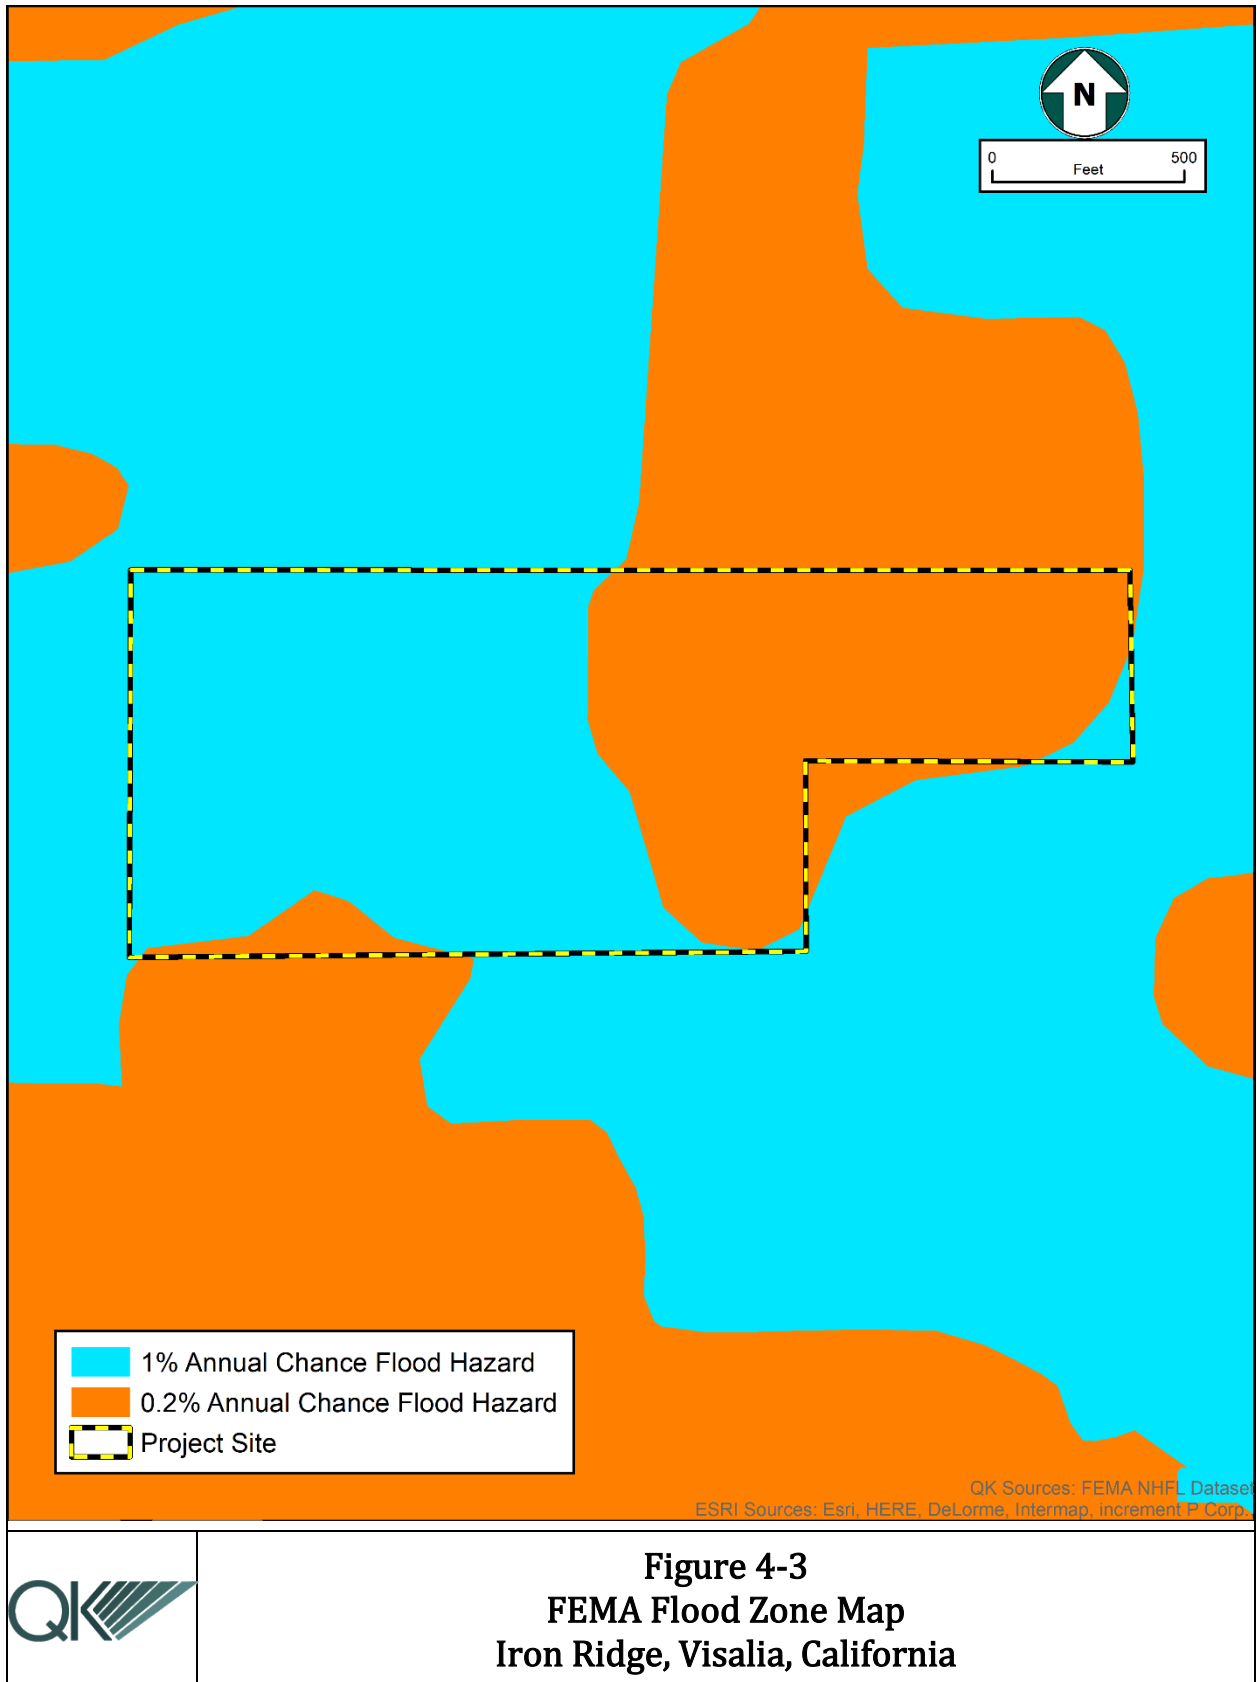 N
0 500
Feet
1% Annual Chance Flood Hazard
0.2% Annual Chance Flood Hazard
Project Site
QK Sources: FEMA NHFL Dataset
ESRI Sources: Esri, HERE, DeLorme, Intermap, increment P Corp.
QK
Figure 4-3
FEMA Flood Zone Map
Iron Ridge, Visalia, California